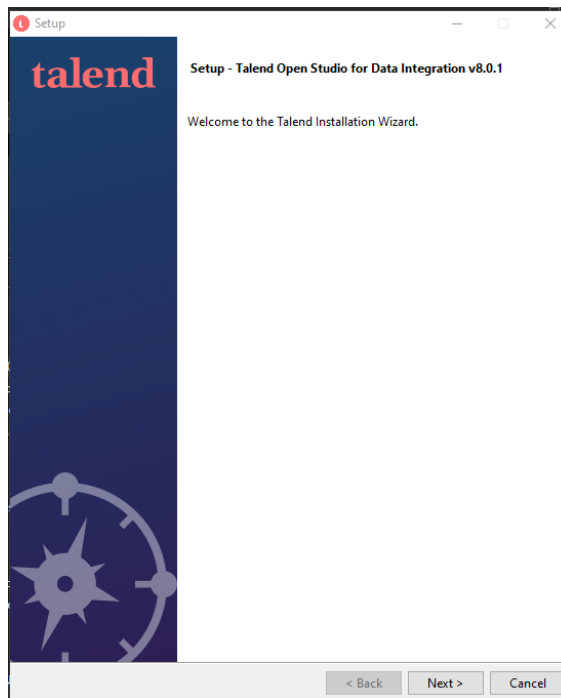 Setup
talend
Setup - Talend Open Studio for Data Integration v8.0.1
Welcome to the Talend Installation Wizard.
< Back
Next >
Cancel